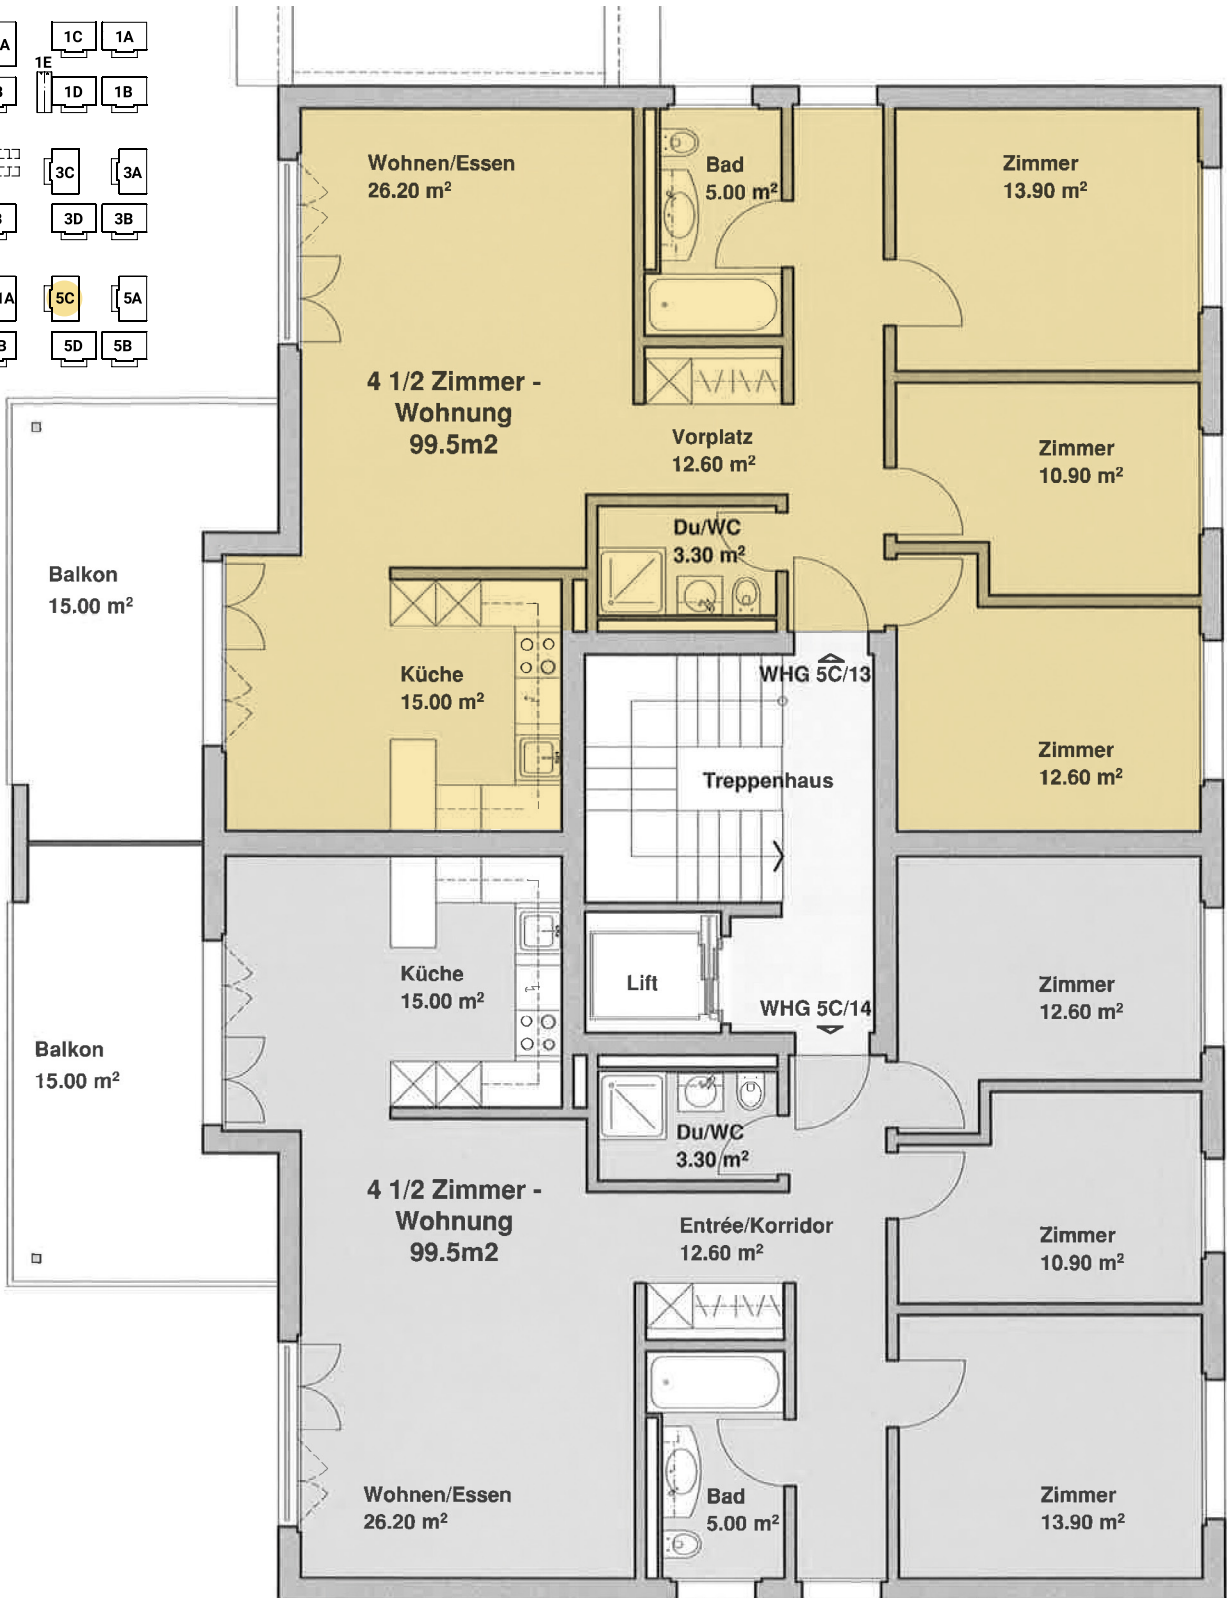 A
1C
1A
1E
1D
1B
3C
3A
3D
3B
A
5C
5A
B
5D
5B
Wohnen/Essen
26.20 m²
Bad
5.00 m²
Zimmer
13.90 m²
4 1/2 Zimmer -
Wohnung
99.5m2
Vorplatz
12.60 m²
Zimmer
10.90 m²
Du/WC
3.30 m²
Balkon
15.00 m²
Küche
15.00 m²
WHG 5C/13
Zimmer
12.60 m²
Treppenhaus
Küche
15.00 m²
Lift
WHG 5C/14
Zimmer
12.60 m²
Balkon
15.00 m²
Du/WC
3.30 m²
4 1/2 Zimmer -
Wohnung
99.5m2
Entrée/Korridor
12.60 m²
Zimmer
10.90 m²
Wohnen/Essen
26.20 m²
Bad
5.00 m²
Zimmer
13.90 m²